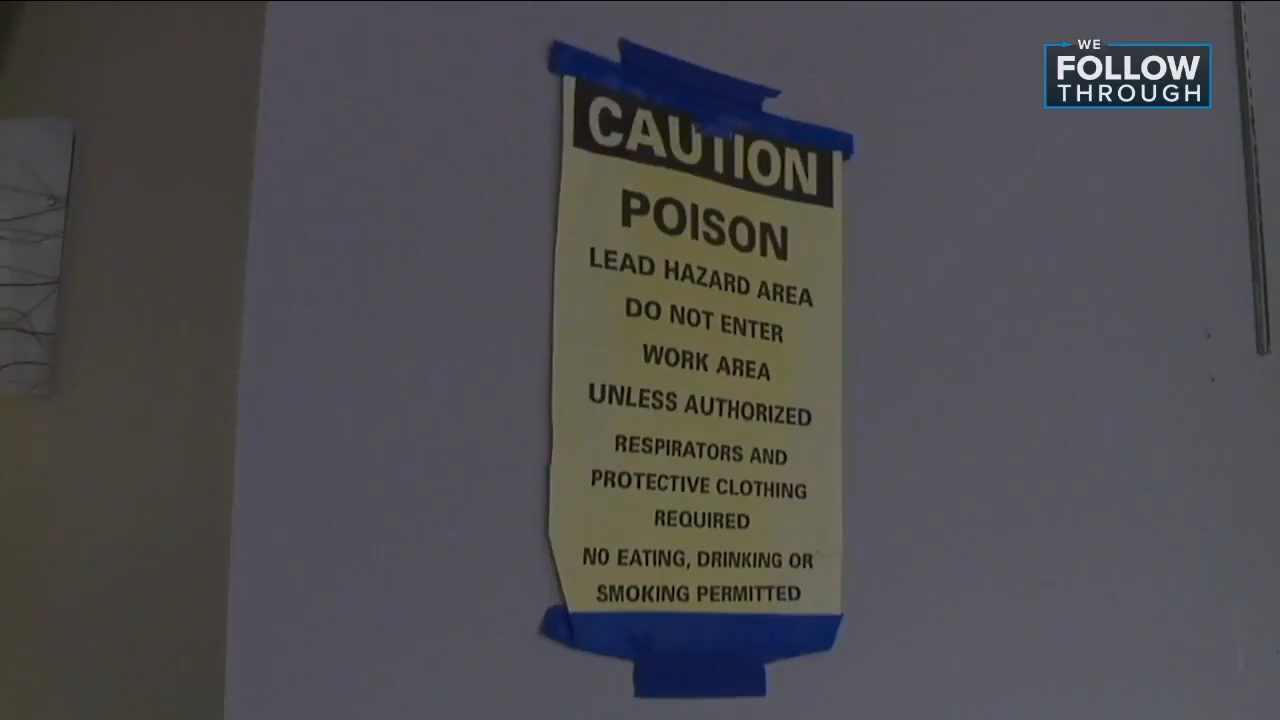 WE
FOLLOW
THROUGH
CAUTION
POISON
LEAD HAZARD AREA
DO NOT ENTER
WORK AREA
UNLESS AUTHORIZED
RESPIRATORS AND
PROTECTIVE CLOTHING
REQUIRED
NO EATING, DRINKING OR
SMOKING PERMITTED